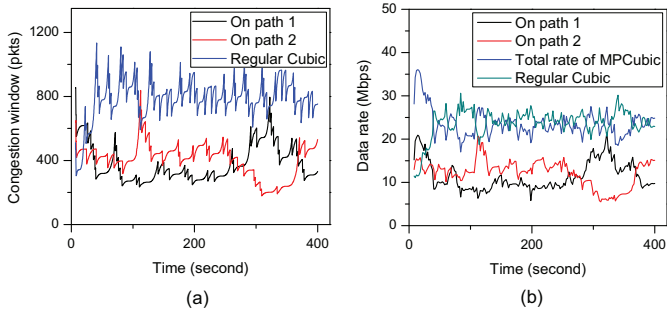 On path 1
On path 2
Regular Cubic
Congestion window (pkts)
1200
800
400
0
0
200
400
Time (second)
(a)
On path 1
On path 2
Total rate of MPCubic
Regular Cubic
Data rate (Mbps)
50
40
30
20
10
0
0
200
400
Time (second)
(b)